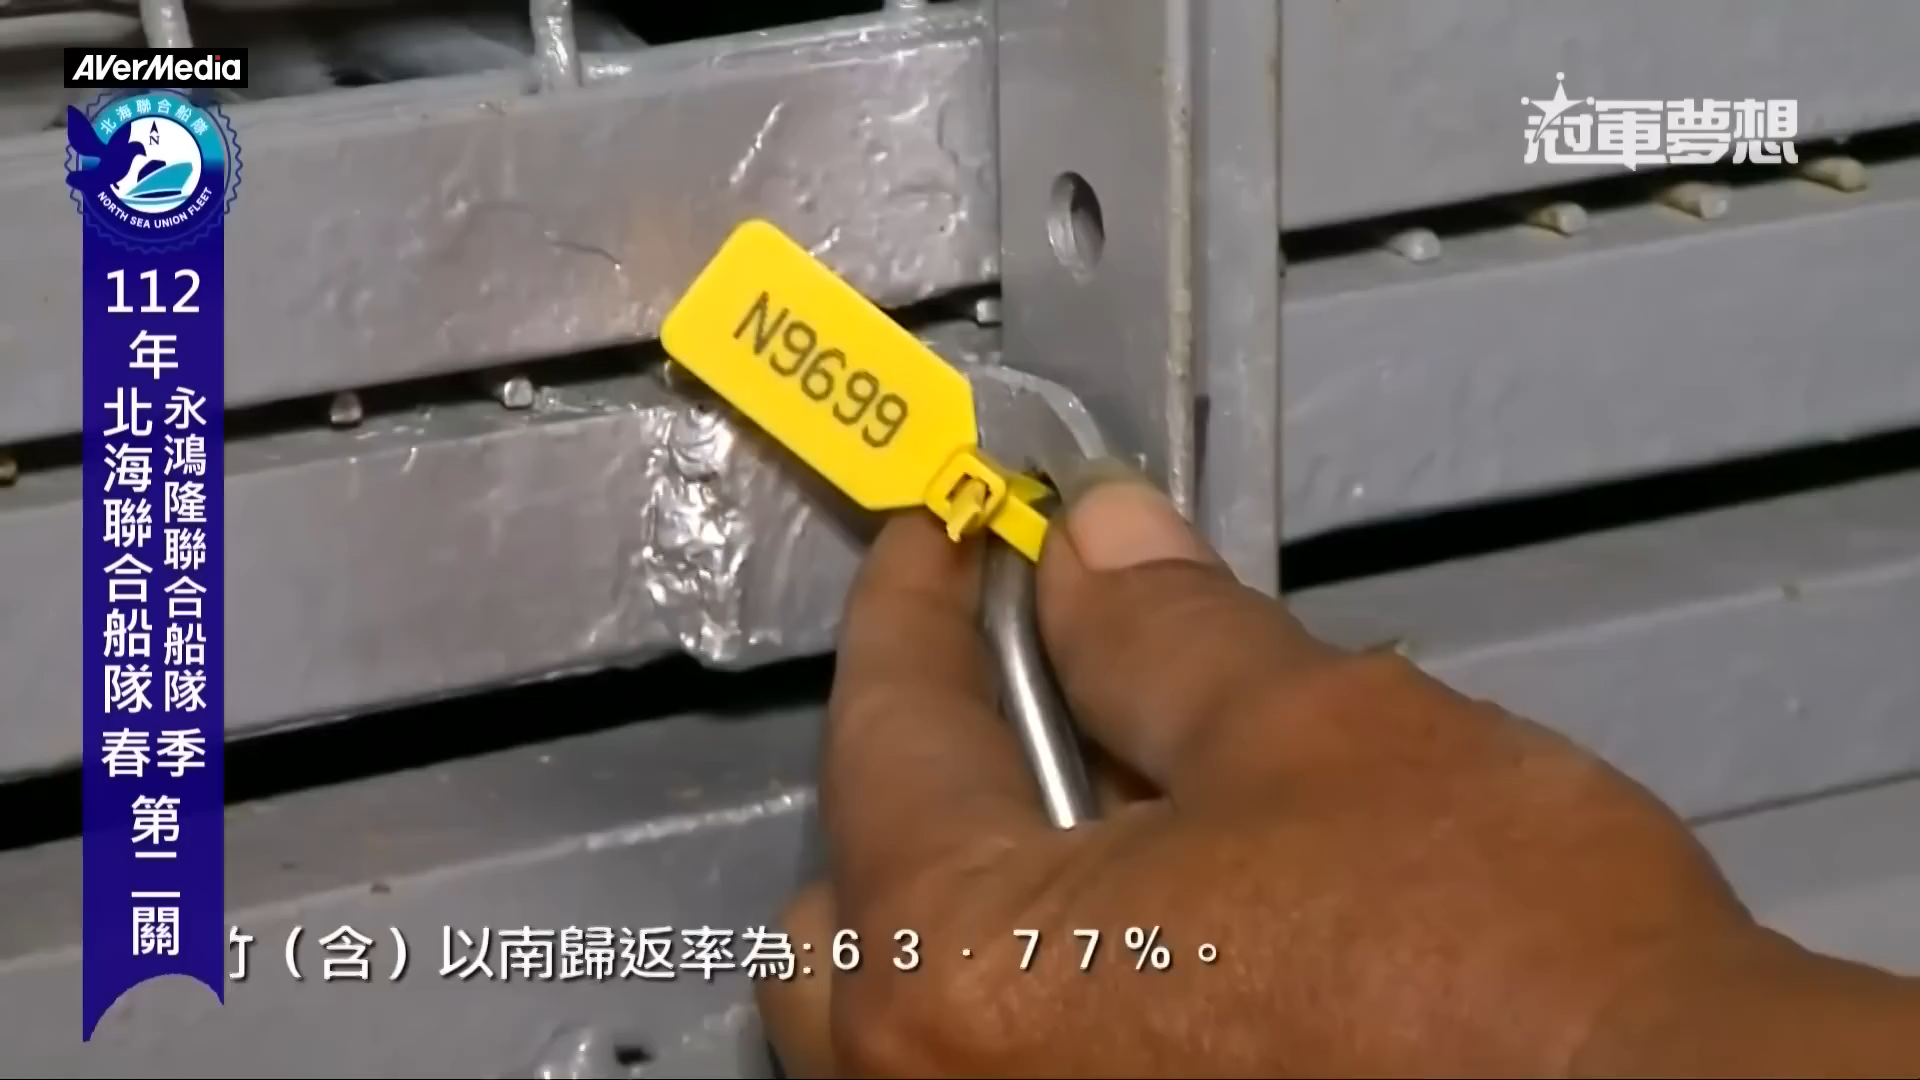 AVerMedia
北海聯合船隊
N
NORTH SEA UNION FLEET
冠軍夢想
N9699
112
年
永鴻隆聯合船隊
北海聯合船隊
春季
第二關
竹（含）以南歸返率為:６３．７７%。